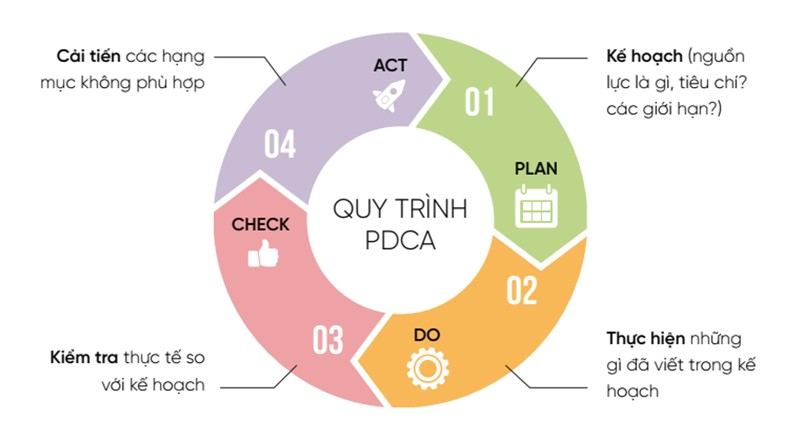 QUY TRÌNH
PDCA
01
PLAN
Kế hoạch (nguồn
lực là gì, tiêu chí?
các giới hạn?)
02
DO
Thực hiện những
gì đã viết trong kế
hoạch
03
CHECK
Kiểm tra thực tế so
với kế hoạch
04
ACT
Cải tiến các hạng
mục không phù hợp